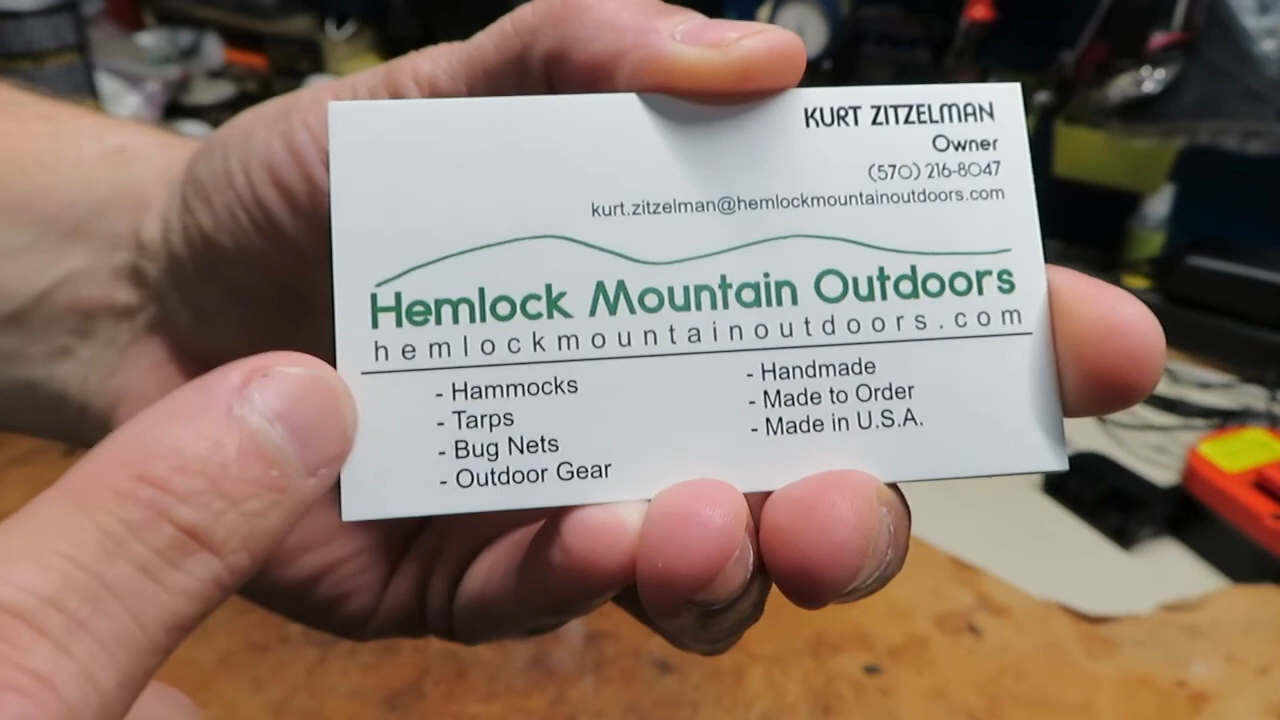 KURT ZITZELMAN
Owner
(570) 216-8047
kurt.zitzelman@hemlockmountainoutdoors.com
Hemlock Mountain Outdoors
hemlockmountainoutdoors.com
- Hammocks
- Tarps
- Bug Nets
- Outdoor Gear
- Handmade
- Made to Order
- Made in U.S.A.